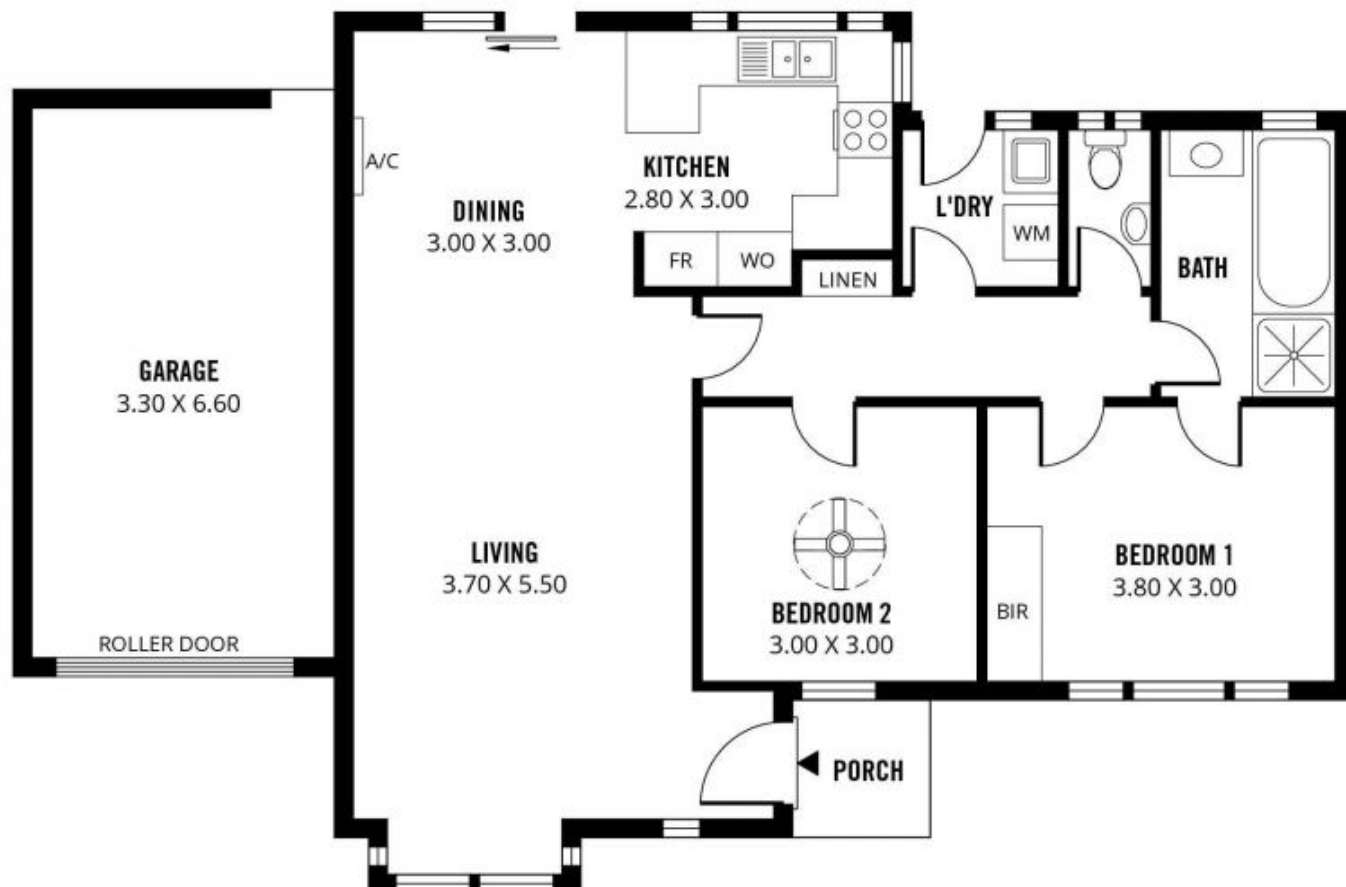 A/C
KITCHEN
2.80 X 3.00
DINING
3.00 X 3.00
L'DRY
WM
FR
WO
LINEN
BATH
GARAGE
3.30 X 6.60
LIVING
3.70 X 5.50
BEDROOM 2
3.00 X 3.00
BIR
BEDROOM 1
3.80 X 3.00
ROLLER DOOR
PORCH